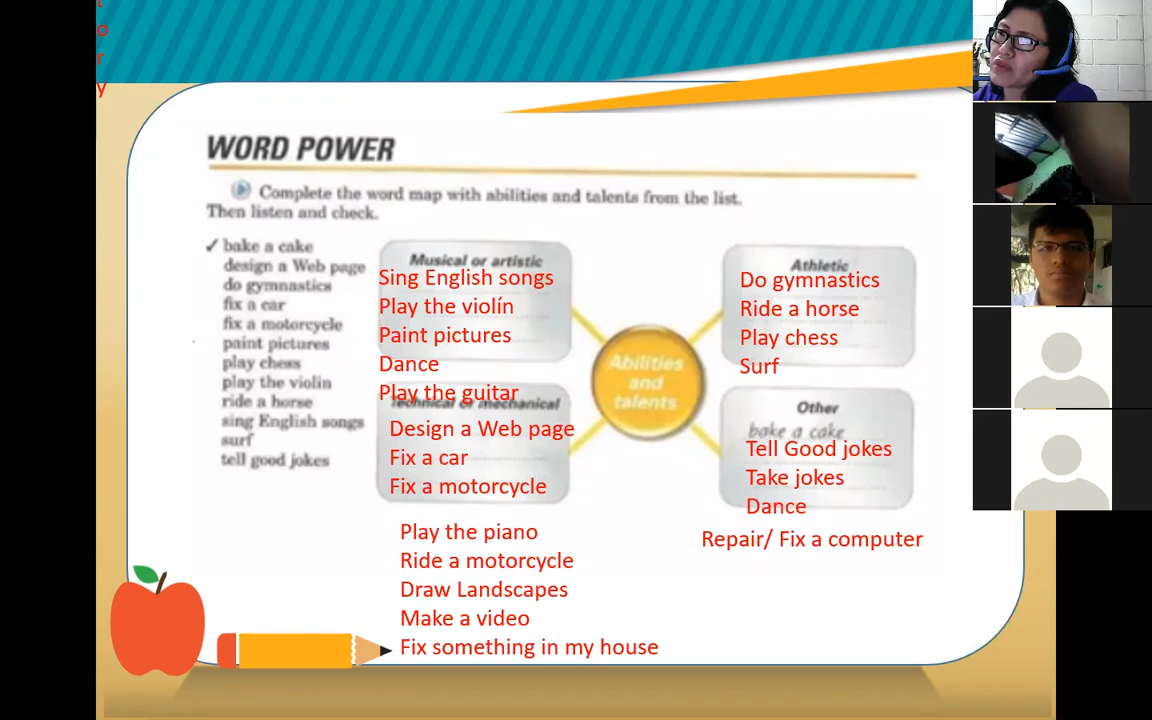 t
o
r
y
WORD POWER
Complete the word map with abilities and talents from the list.
Then listen and check.
✓ bake a cake
design a Web page
do gymnastics
fix a car
fix a motorcycle
paint pictures
play chess
play the violin
ride a horse
sing English songs
surf
tell good jokes
Musical or artistic
Sing English songs
Play the violín
Paint pictures
Dance
Play the guitar
Technical or mechanical
Design a Web page
Fix a car
Fix a motorcycle
Abilities
and
talents
Athletic
Do gymnastics
Ride a horse
Play chess
Surf
Other
bake a cake
Tell Good jokes
Take jokes
Dance
Play the piano
Ride a motorcycle
Draw Landscapes
Make a video
Fix something in my house
Repair/ Fix a computer